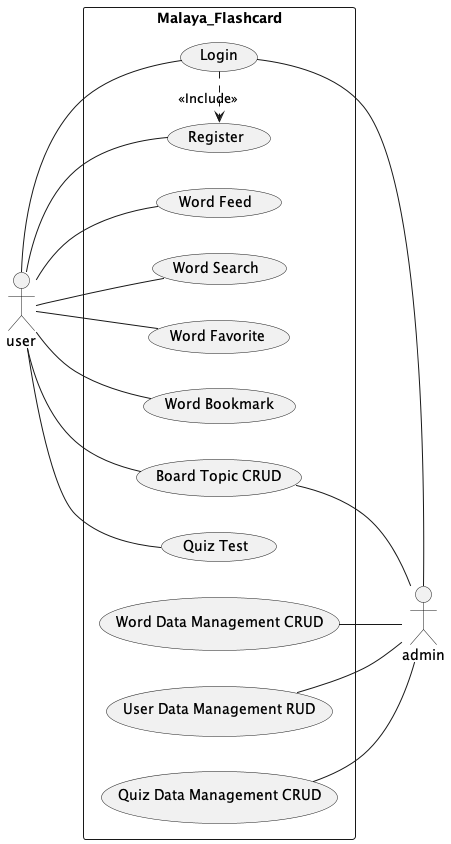 Malaya_Flashcard
Login
«Include»
Register
Word Feed
Word Search
user
Word Favorite
Word Bookmark
Board Topic CRUD
Quiz Test
Word Data Management CRUD
admin
User Data Management RUD
Quiz Data Management CRUD